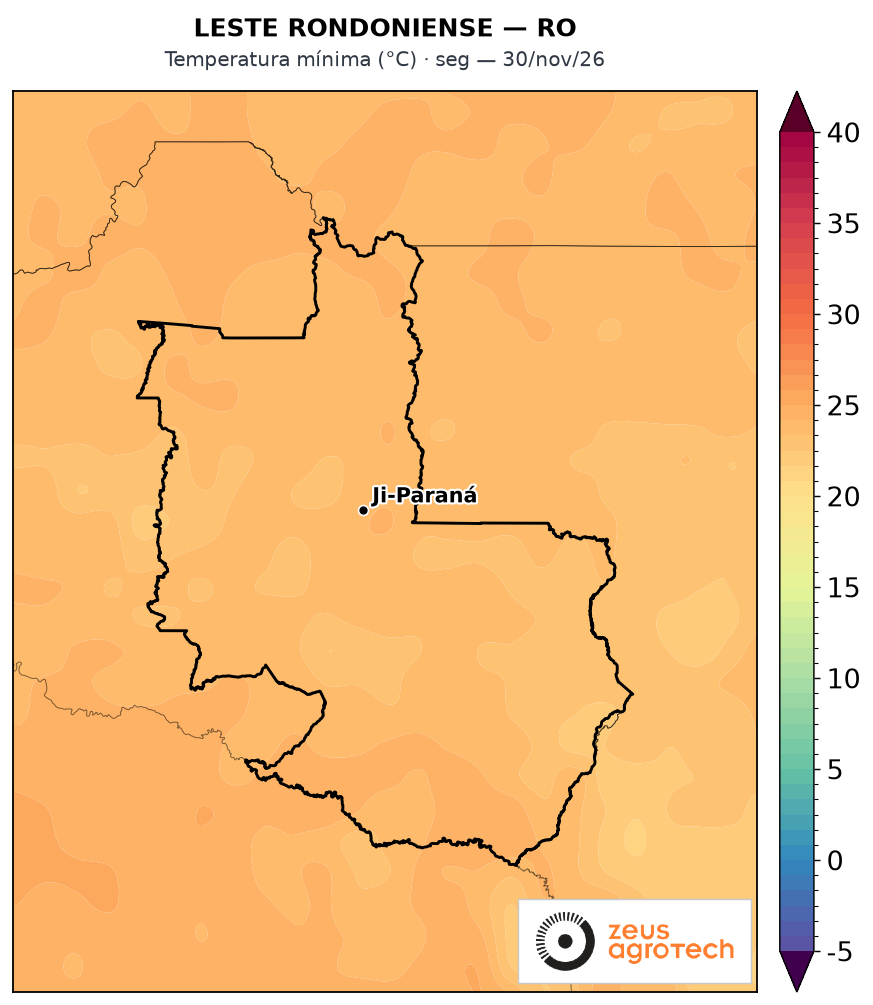 LESTE RONDONIENSE — RO
Temperatura mínima (°C) · seg — 30/nov/26
40
35
30
25
20
15
10
5
0
-5
Ji-Paraná
zeus
agrotech